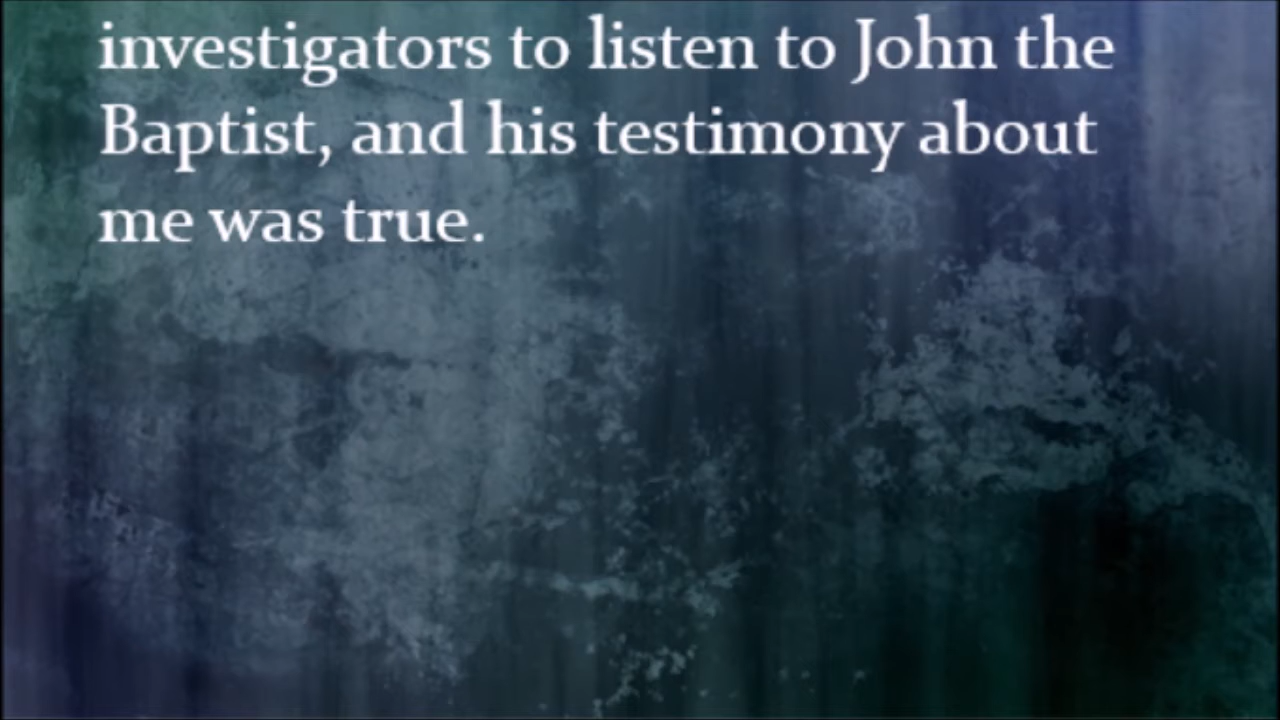 investigators to listen to John the
Baptist, and his testimony about
me was true.